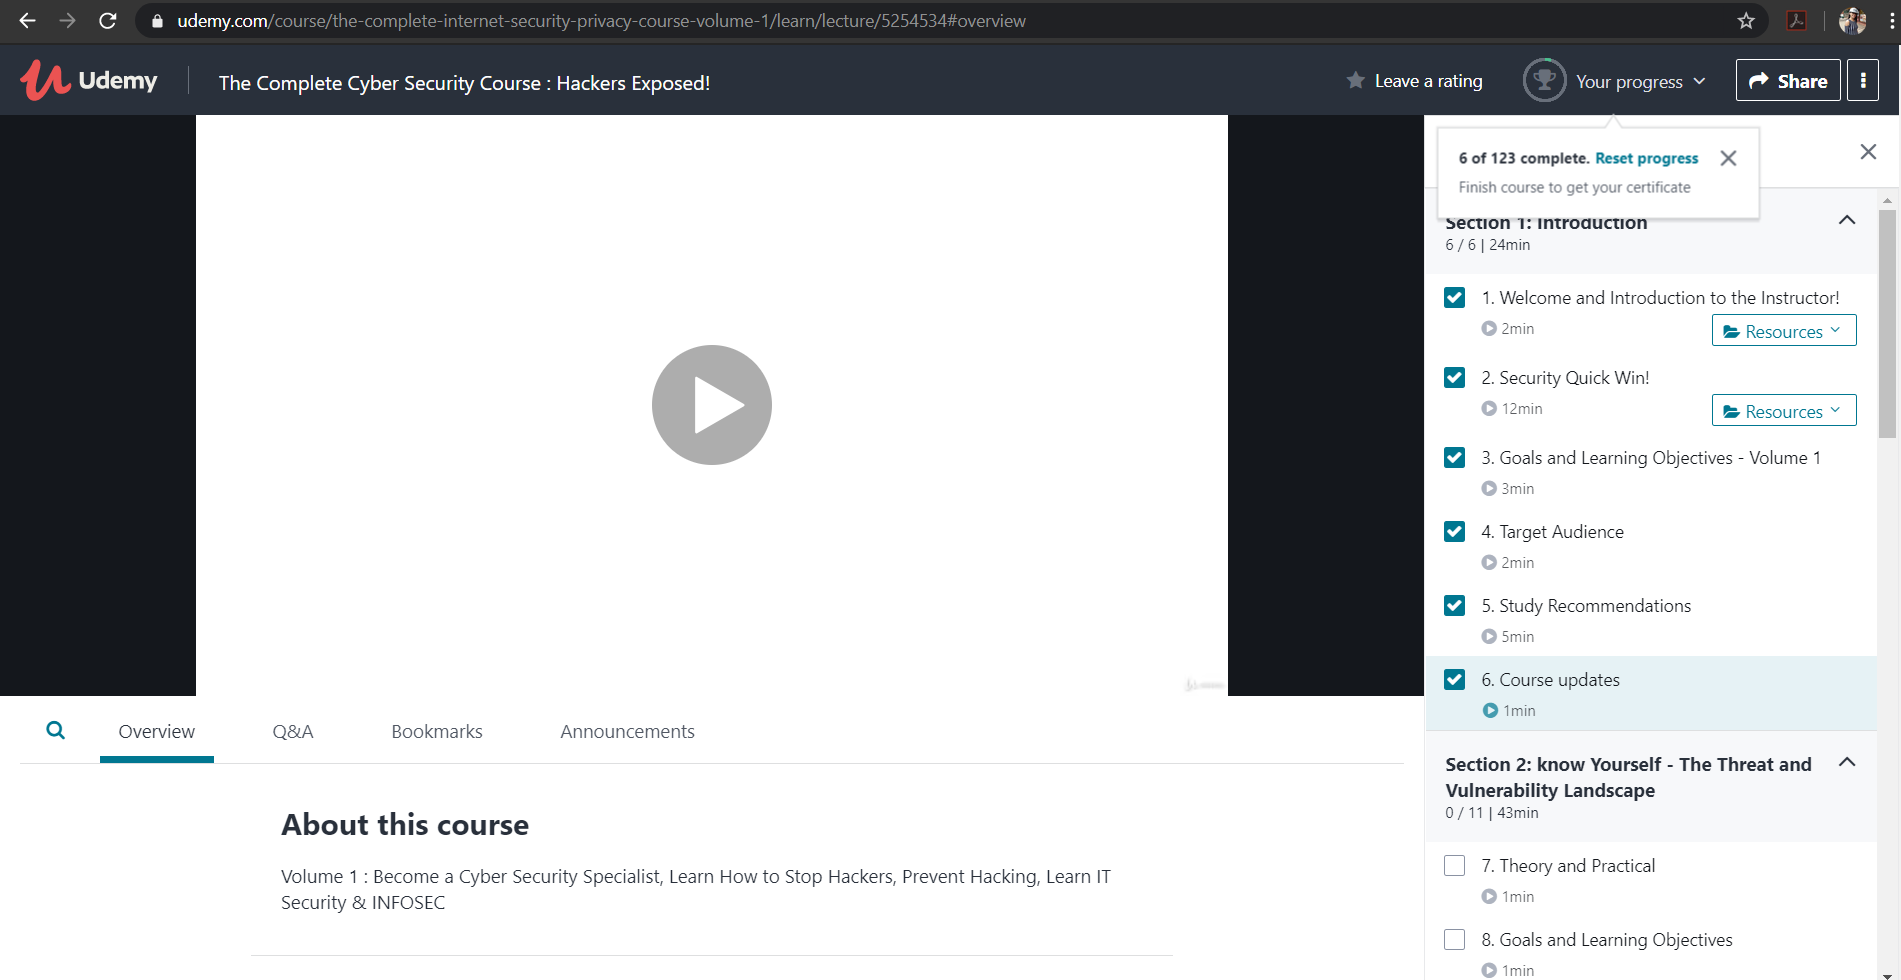 udemy.com/course/the-complete-internet-security-privacy-course-volume-1/learn/lecture/5254534#overview
Udemy
The Complete Cyber Security Course : Hackers Exposed!
Leave a rating
Your progress
Share
6 of 123 complete. Reset progress
Finish course to get your certificate
Section 1: Introduction
6 / 6 | 24min
1. Welcome and Introduction to the Instructor!
2min
Resources
2. Security Quick Win!
12min
Resources
3. Goals and Learning Objectives - Volume 1
3min
4. Target Audience
2min
5. Study Recommendations
5min
6. Course updates
1min
Section 2: know Yourself - The Threat and
Vulnerability Landscape
0 / 11 | 43min
7. Theory and Practical
1min
8. Goals and Learning Objectives
1min
Overview
Q&A
Bookmarks
Announcements
About this course
Volume 1 : Become a Cyber Security Specialist, Learn How to Stop Hackers, Prevent Hacking, Learn IT
Security & INFOSEC